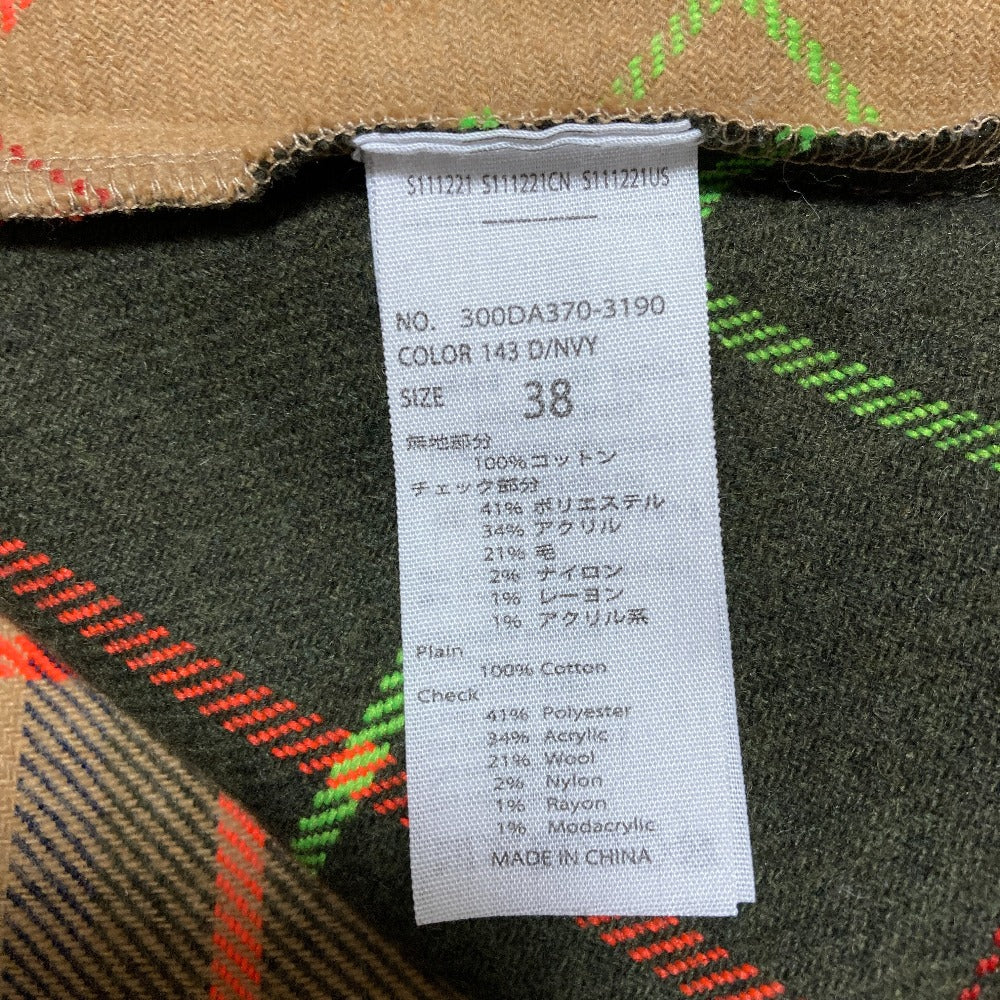 S111221 S111221CN S111221US
NO. 300DA370-3190
COLOR 143 D/NVY
SIZE 38
無地部分
100%コットン
チェック部分
41% ポリエステル
34% アクリル
21% 毛
2% ナイロン
1% レーヨン
1% アクリル系
Plain
100% Cotton
Check
41% Polyester
34% Acrylic
21% Wool
2% Nylon
1% Rayon
1% Modacrylic
MADE IN CHINA